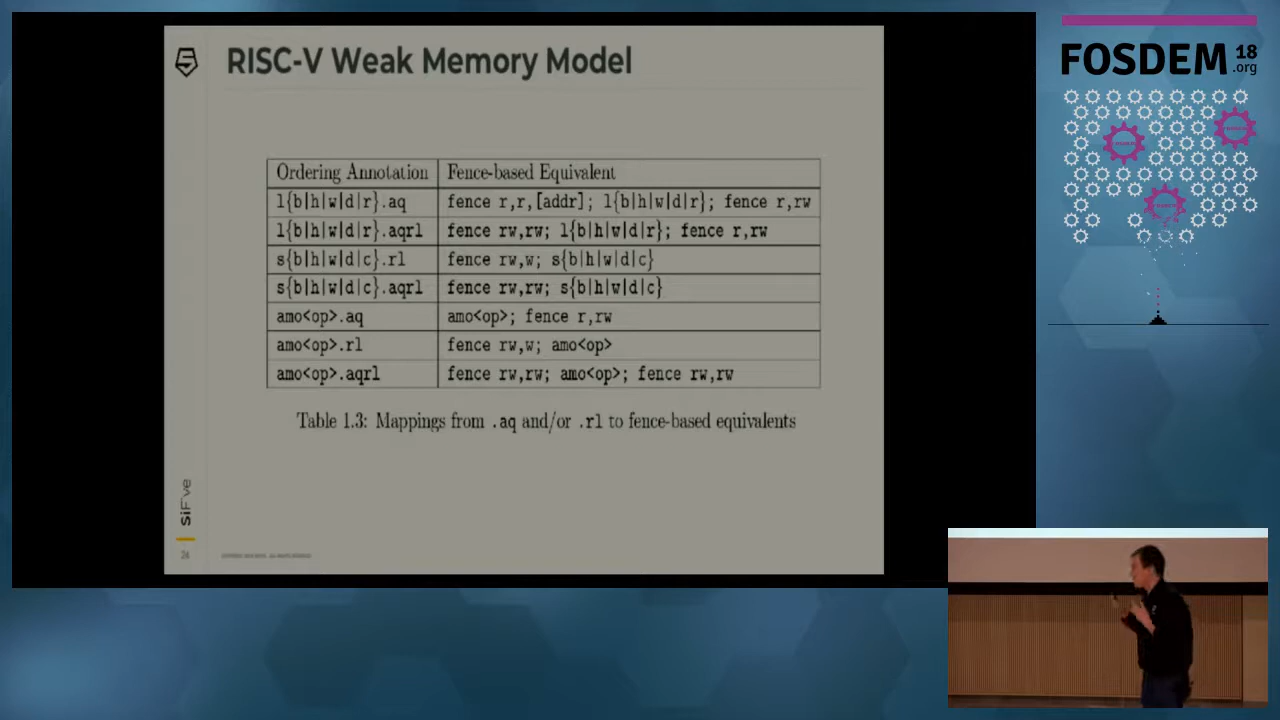 RISC-V Weak Memory Model
Ordering Annotation Fence-based Equivalent
l{b|h|w|d|r}.aq fence r,r,[addr]; l{b|h|w|d|r}; fence r,rw
l{b|h|w|d|r}.aqrl fence rw,rw; l{b|h|w|d|r}; fence r,rw
s{b|h|w|d|c}.rl fence rw,w; s{b|h|w|d|c}
s{b|h|w|d|c}.aqrl fence rw,rw; s{b|h|w|d|c}
amo<op>.aq amo<op>; fence r,rw
amo<op>.rl fence rw,w; amo<op>
amo<op>.aqrl fence rw,rw; amo<op>; fence rw,rw
Table 1.3: Mappings from .aq and/or .rl to fence-based equivalents
SiFive
FOSDEM 18
.org